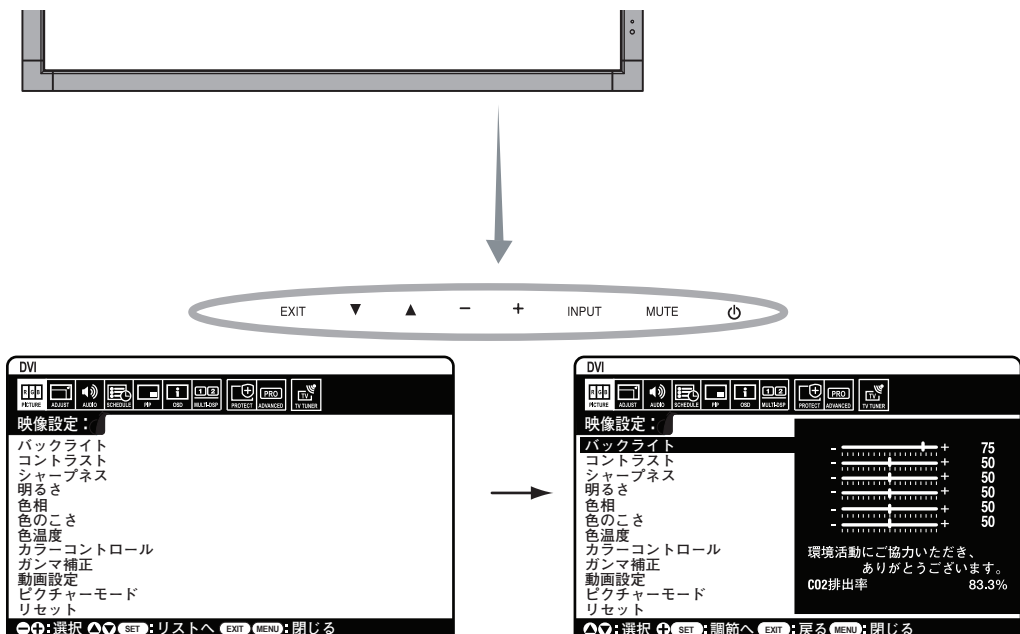 EXIT ▼ ▲ － ＋ INPUT MUTE
DVI
RGB
PICTURE ADJUST AUDIO SCHEDULE PIP OSD MULTI-DSP PROTECT PRO ADVANCED TV TV TUNER
映像設定：
バックライト
コントラスト
シャープネス
明るさ
色相
色のこさ
色温度
カラーコントロール
ガンマ補正
動画設定
ピクチャーモード
リセット
:選択 SET:リストへ EXIT MENU:閉じる
DVI
RGB
PICTURE ADJUST AUDIO SCHEDULE PIP OSD MULTI-DSP PROTECT PRO ADVANCED TV TV TUNER
映像設定：
バックライト
コントラスト
シャープネス
明るさ
色相
色のこさ
色温度
カラーコントロール
ガンマ補正
動画設定
ピクチャーモード
リセット
- + 75
- + 50
- + 50
- + 50
- + 50
- + 50
環境活動にご協力いただき、
ありがとうございます。
CO2排出率 83.3%
:選択 SET:調節へ EXIT:戻る MENU:閉じる